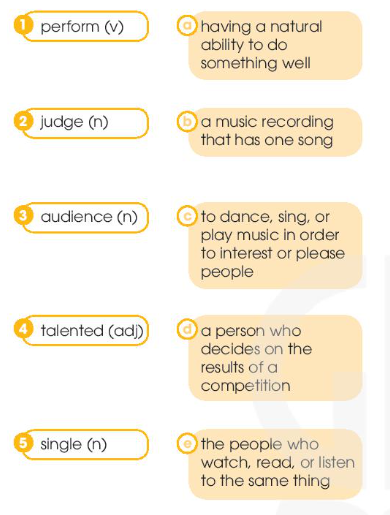 1 perform (v)
a having a natural
ability to do
something well
2 judge (n)
b a music recording
that has one song
3 audience (n)
c to dance, sing, or
play music in order
to interest or please
people
4 talented (adj)
d a person who
decides on the
results of a
competition
5 single (n)
e the people who
watch, read, or listen
to the same thing